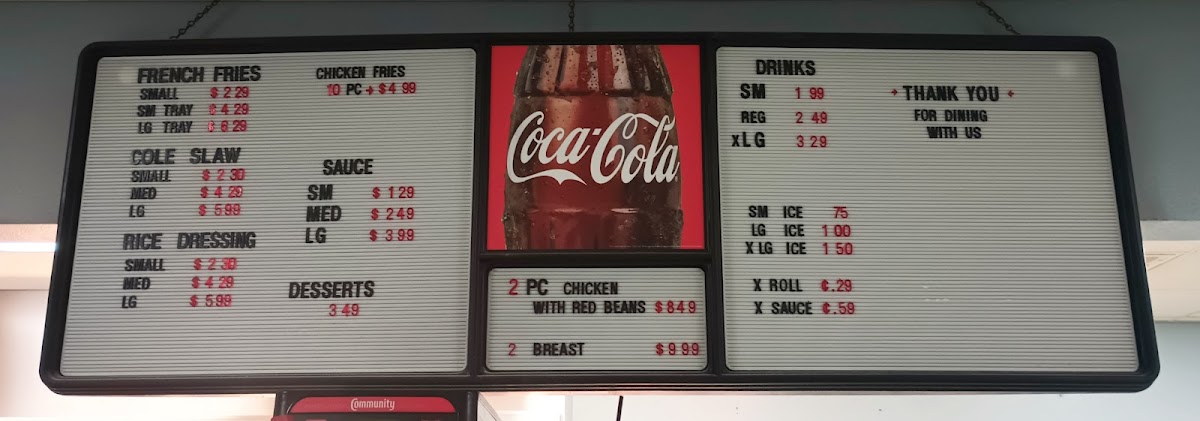 FRENCH FRIES
SMALL $ 2 29
SM TRAY $ 4 29
LG TRAY $ 6 29
COLE SLAW
SMALL $ 2 30
MED $ 4 29
LG $ 5 99
RICE DRESSING
SMALL $ 2 30
MED $ 4 29
LG $ 5 99
CHICKEN FRIES
10 PC + $ 4 99
SAUCE
SM $ 1 29
MED $ 2 49
LG $ 3 99
DESSERTS
3 49
Coca-Cola
2 PC CHICKEN
WITH RED BEANS $ 8 49
2 BREAST $ 9 99
DRINKS
SM 1 99
REG 2 49
XLG 3 29
SM ICE 75
LG ICE 1 00
X LG ICE 1 50
X ROLL ¢.29
X SAUCE ¢.59
+ THANK YOU +
FOR DINING
WITH US
Community